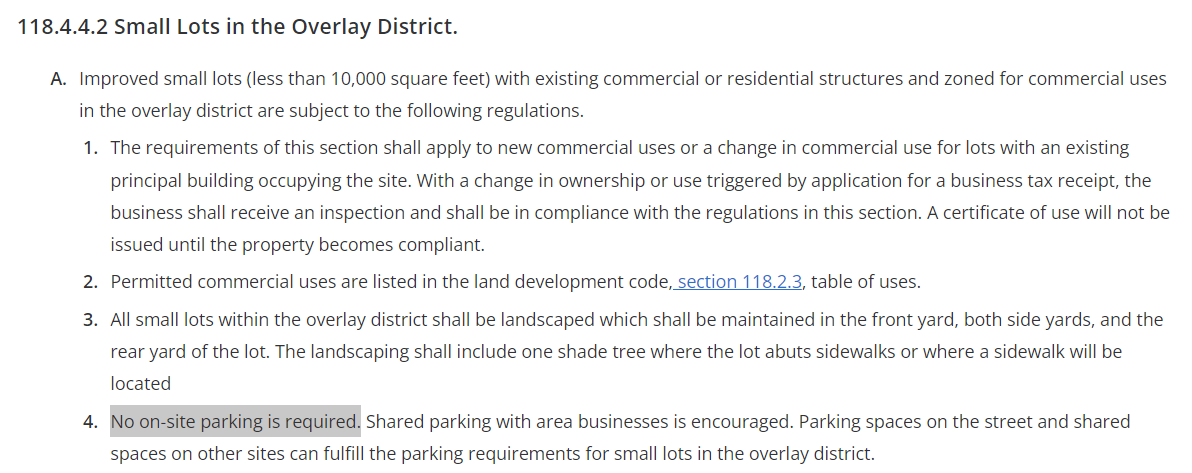 118.4.4.2 Small Lots in the Overlay District.
A. Improved small lots (less than 10,000 square feet) with existing commercial or residential structures and zoned for commercial uses
in the overlay district are subject to the following regulations.
1. The requirements of this section shall apply to new commercial uses or a change in commercial use for lots with an existing
principal building occupying the site. With a change in ownership or use triggered by application for a business tax receipt, the
business shall receive an inspection and shall be in compliance with the regulations in this section. A certificate of use will not be
issued until the property becomes compliant.
2. Permitted commercial uses are listed in the land development code, section 118.2.3, table of uses.
3. All small lots within the overlay district shall be landscaped which shall be maintained in the front yard, both side yards, and the
rear yard of the lot. The landscaping shall include one shade tree where the lot abuts sidewalks or where a sidewalk will be
located
4. No on-site parking is required. Shared parking with area businesses is encouraged. Parking spaces on the street and shared
spaces on other sites can fulfill the parking requirements for small lots in the overlay district.